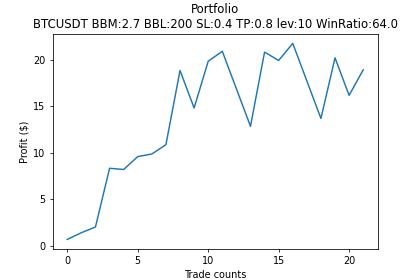 Portfolio
BTCUSDT BBM:2.7 BBL:200 SL:0.4 TP:0.8 lev:10 WinRatio:64.0
20
15
10
5
0
Profit ($)
0 5 10 15 20
Trade counts